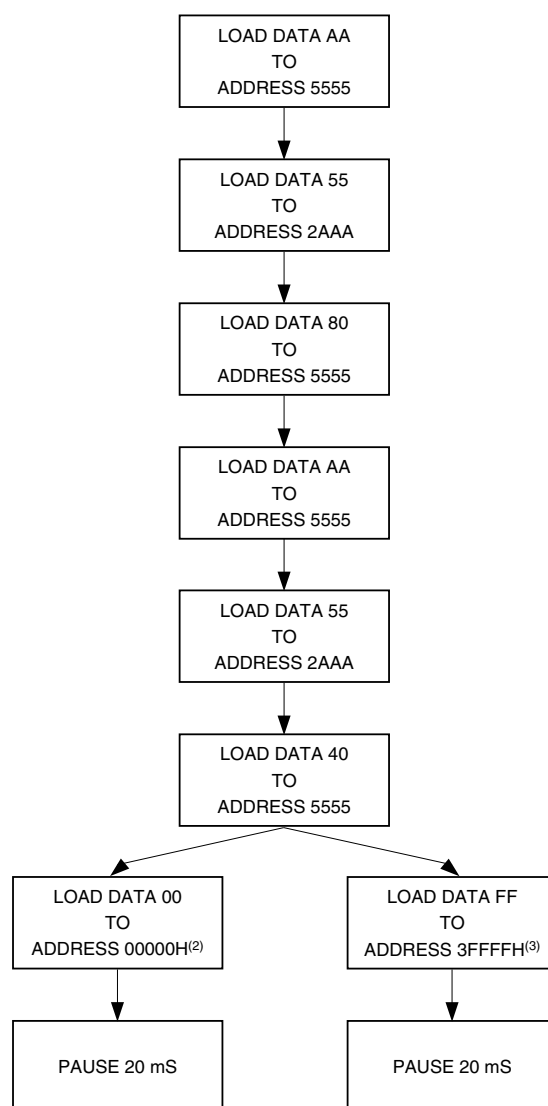 LOAD DATA AA
TO
ADDRESS 5555
LOAD DATA 55
TO
ADDRESS 2AAA
LOAD DATA 80
TO
ADDRESS 5555
LOAD DATA AA
TO
ADDRESS 5555
LOAD DATA 55
TO
ADDRESS 2AAA
LOAD DATA 40
TO
ADDRESS 5555
LOAD DATA 00
TO
ADDRESS 00000H(2)
LOAD DATA FF
TO
ADDRESS 3FFFFH(3)
PAUSE 20 mS
PAUSE 20 mS